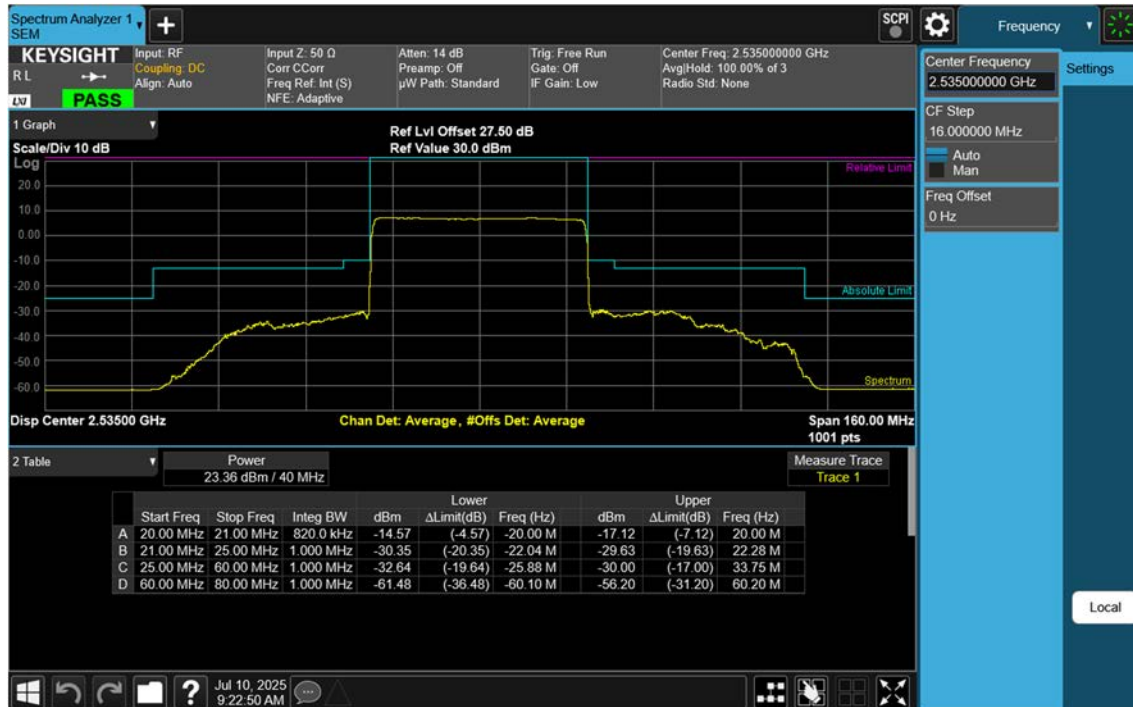 Spectrum Analyzer 1
SEM
SCPI
Frequency
KEYSIGHT
R L
LXI
PASS
Input: RF
Coupling: DC
Align: Auto
Input Z: 50 Ω
Corr CCorr
Freq Ref: Int (S)
NFE: Adaptive
Atten: 14 dB
Preamp: Off
µW Path: Standard
Trig: Free Run
Gate: Off
IF Gain: Low
Center Freq: 2.535000000 GHz
Avg|Hold: 100.00% of 3
Radio Std: None
Center Frequency
2.535000000 GHz
Settings
CF Step
16.000000 MHz
Auto
Man
Freq Offset
0 Hz
Local
1 Graph
Scale/Div 10 dB
Ref Lvl Offset 27.50 dB
Ref Value 30.0 dBm
Log
Relative Limit
20.0
10.0
0.00
-10.0
-20.0
-30.0
-40.0
-50.0
-60.0
Absolute Limit
Spectrum
Disp Center 2.53500 GHz
Chan Det: Average, #Offs Det: Average
Span 160.00 MHz
1001 pts
2 Table
Power
23.36 dBm / 40 MHz
Measure Trace
Trace 1
Lower Upper
Start Freq Stop Freq Integ BW dBm ΔLimit(dB) Freq (Hz) dBm ΔLimit(dB) Freq (Hz)
A 20.00 MHz 21.00 MHz 820.0 kHz -14.57 (-4.57) -20.00 M -17.12 (-7.12) 20.00 M
B 21.00 MHz 25.00 MHz 1.000 MHz -30.35 (-20.35) -22.04 M -29.63 (-19.63) 22.28 M
C 25.00 MHz 60.00 MHz 1.000 MHz -32.64 (-19.64) -25.88 M -30.00 (-17.00) 33.75 M
D 60.00 MHz 80.00 MHz 1.000 MHz -61.48 (-36.48) -60.10 M -56.20 (-31.20) 60.20 M
?
Jul 10, 2025
9:22:50 AM